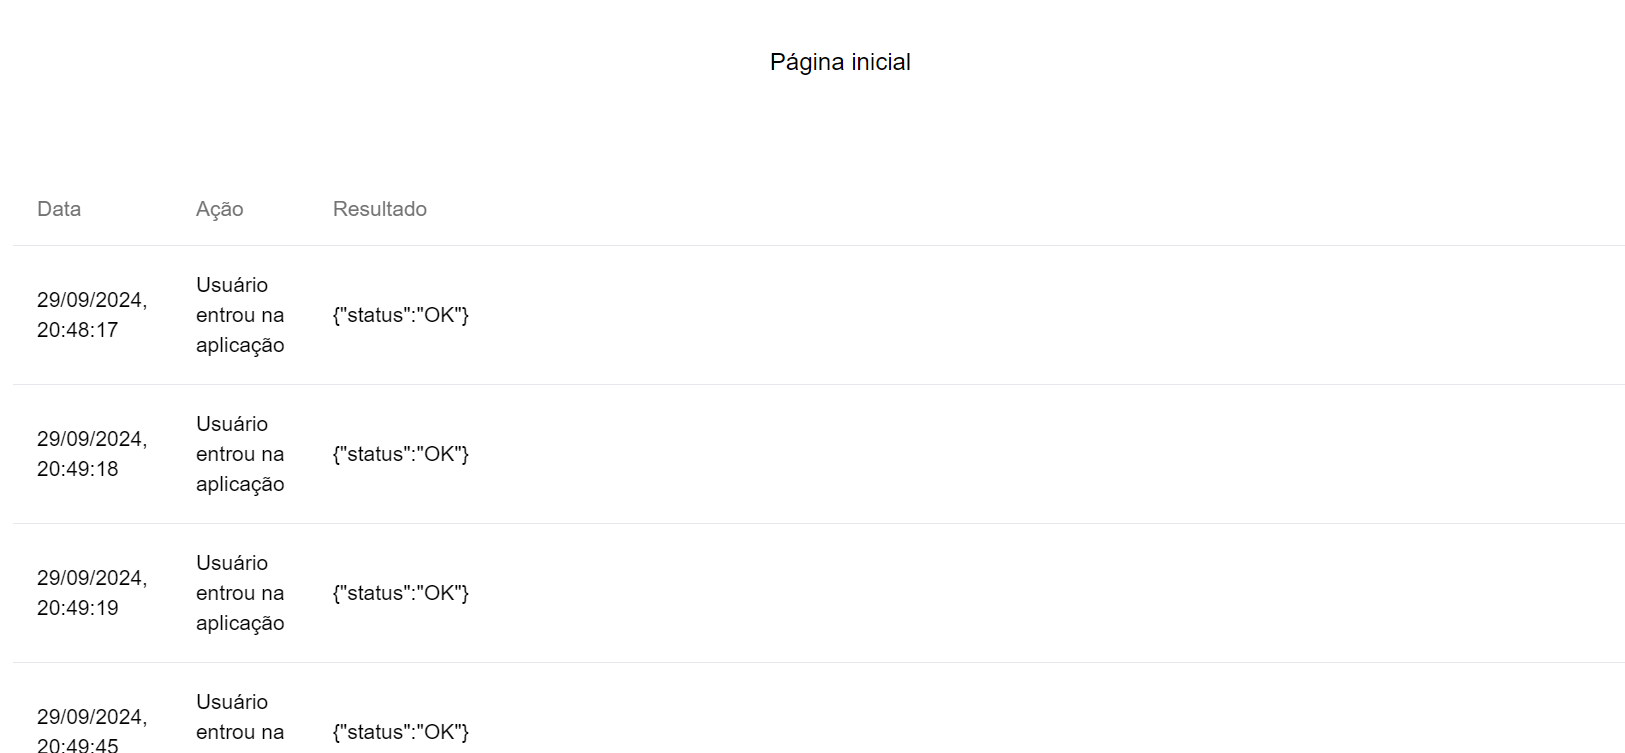 Página inicial
Data Ação Resultado
29/09/2024,
20:48:17
Usuário
entrou na
aplicação
{"status":"OK"}
29/09/2024,
20:49:18
Usuário
entrou na
aplicação
{"status":"OK"}
29/09/2024,
20:49:19
Usuário
entrou na
aplicação
{"status":"OK"}
29/09/2024,
20:49:45
Usuário
entrou na
{"status":"OK"}